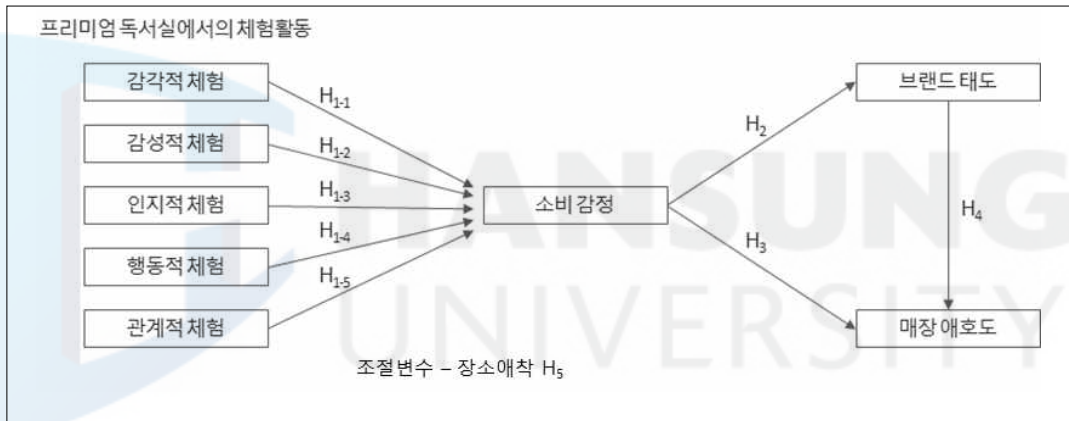 프리미엄 독서실에서의 체험활동
감각적 체험
감성적 체험
인지적 체험
행동적 체험
관계적 체험
H1-1
H1-2
H1-3
H1-4
H1-5
소비 감정
H2
H3
브랜드 태도
H4
매장 애호도
조절변수 – 장소애착 H5
HANSUNG
UNIVERSITY